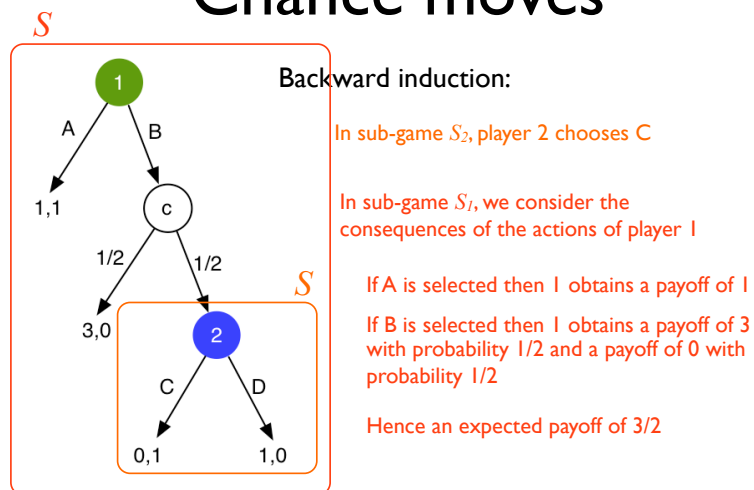 Chance moves
S
1
Backward induction:
A
B
In sub-game S2, player 2 chooses C
1,1
c
In sub-game S1, we consider the
consequences of the actions of player 1
1/2
1/2
S
If A is selected then 1 obtains a payoff of 1
3,0
2
If B is selected then 1 obtains a payoff of 3
with probability 1/2 and a payoff of 0 with
probability 1/2
C
D
Hence an expected payoff of 3/2
0,1
1,0